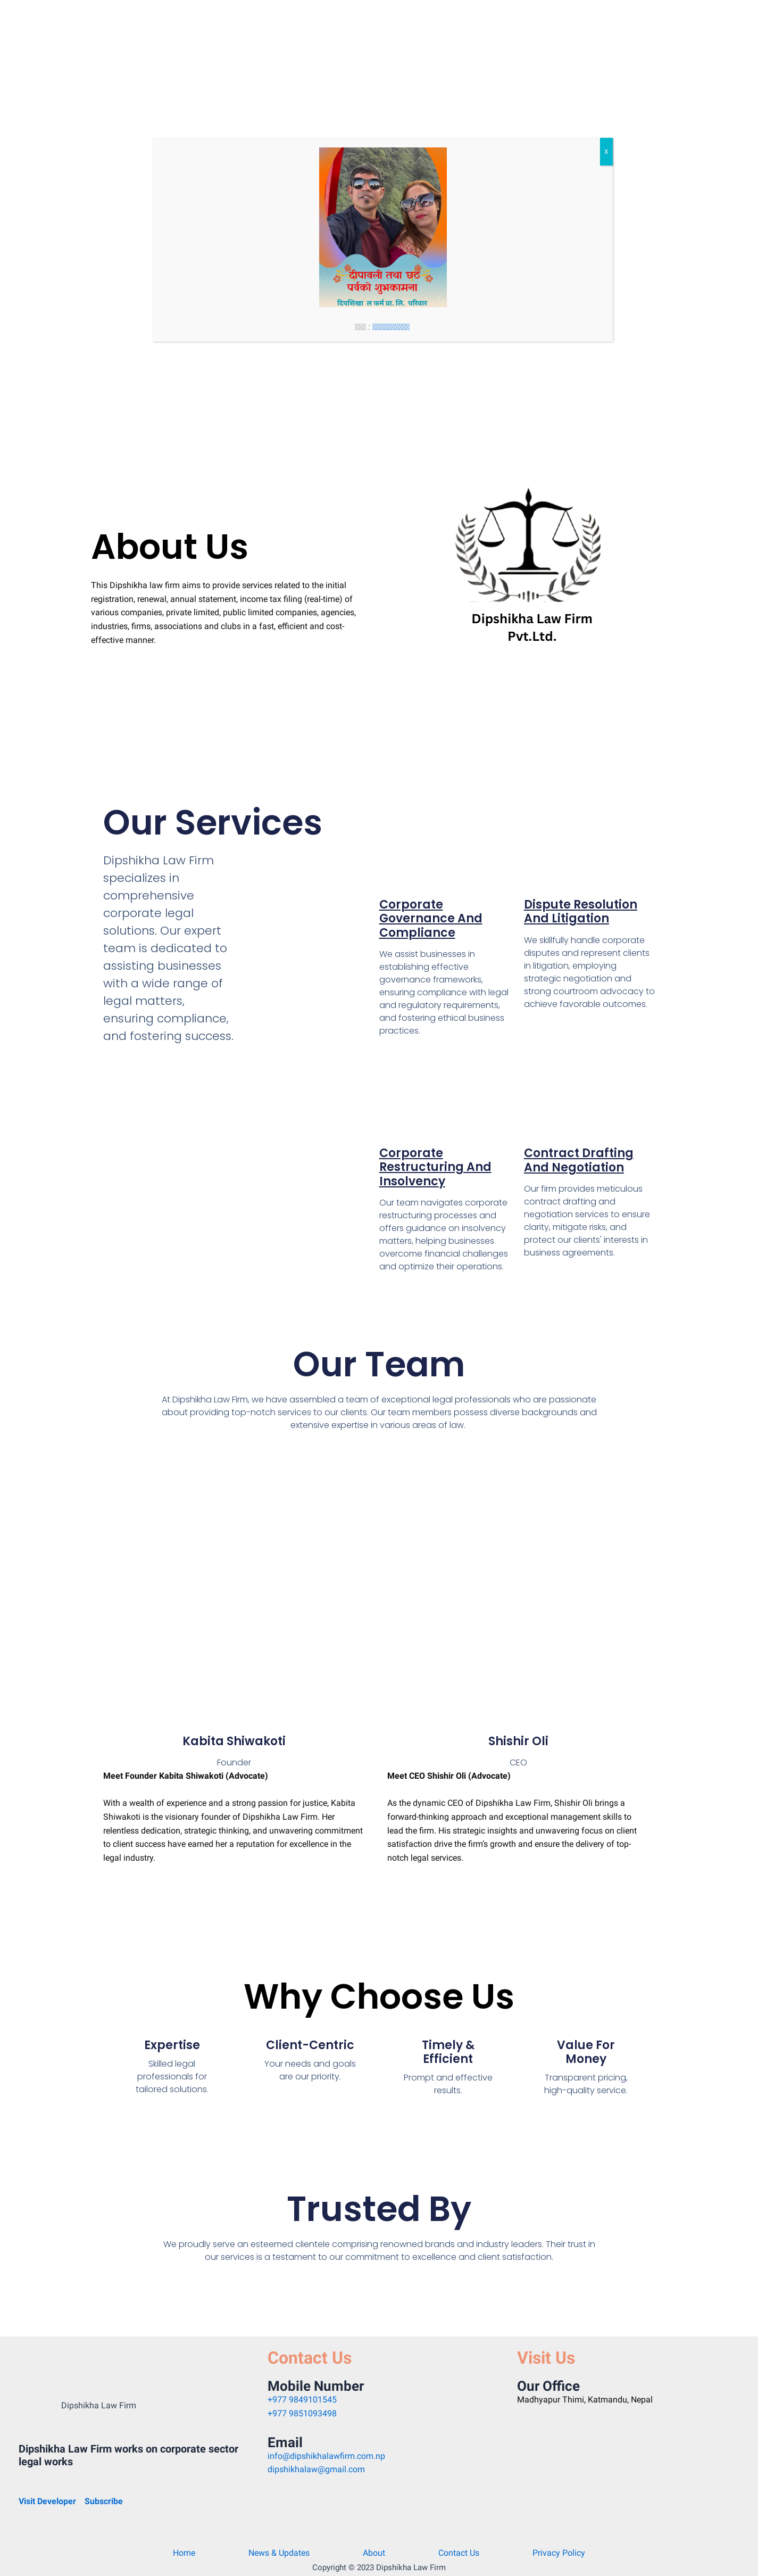 x
दीपावली तथा छठ
पर्वको शुभकामना
दिपशिखा ल फर्म प्रा. लि. परिवार
About Us
This Dipshikha law firm aims to provide services related to the initial
registration, renewal, annual statement, income tax filing (real-time) of
various companies, private limited, public limited companies, agencies,
industries, firms, associations and clubs in a fast, efficient and cost-
effective manner.
Dipshikha Law Firm
Pvt.Ltd.
Our Services
Dipshikha Law Firm
specializes in
comprehensive
corporate legal
solutions. Our expert
team is dedicated to
assisting businesses
with a wide range of
legal matters,
ensuring compliance,
and fostering success.
Corporate
Governance And
Compliance
We assist businesses in
establishing effective
governance frameworks,
ensuring compliance with legal
and regulatory requirements,
and fostering ethical business
practices.
Dispute Resolution
And Litigation
We skillfully handle corporate
disputes and represent clients
in litigation, employing
strategic negotiation and
strong courtroom advocacy to
achieve favorable outcomes.
Corporate
Restructuring And
Insolvency
Our team navigates corporate
restructuring processes and
offers guidance on insolvency
matters, helping businesses
overcome financial challenges
and optimize their operations.
Contract Drafting
And Negotiation
Our firm provides meticulous
contract drafting and
negotiation services to ensure
clarity, mitigate risks, and
protect our clients' interests in
business agreements.
Our Team
At Dipshikha Law Firm, we have assembled a team of exceptional legal professionals who are passionate
about providing top-notch services to our clients. Our team members possess diverse backgrounds and
extensive expertise in various areas of law.
Kabita Shiwakoti
Founder
Meet Founder Kabita Shiwakoti (Advocate)
With a wealth of experience and a strong passion for justice, Kabita
Shiwakoti is the visionary founder of Dipshikha Law Firm. Her
relentless dedication, strategic thinking, and unwavering commitment
to client success have earned her a reputation for excellence in the
legal industry.
Shishir Oli
CEO
Meet CEO Shishir Oli (Advocate)
As the dynamic CEO of Dipshikha Law Firm, Shishir Oli brings a
forward-thinking approach and exceptional management skills to
lead the firm. His strategic insights and unwavering focus on client
satisfaction drive the firm's growth and ensure the delivery of top-
notch legal services.
Why Choose Us
Expertise
Skilled legal
professionals for
tailored solutions.
Client-Centric
Your needs and goals
are our priority.
Timely &
Efficient
Prompt and effective
results.
Value For
Money
Transparent pricing,
high-quality service.
Trusted By
We proudly serve an esteemed clientele comprising renowned brands and industry leaders. Their trust in
our services is a testament to our commitment to excellence and client satisfaction.
Dipshikha Law Firm
Dipshikha Law Firm works on corporate sector
legal works
Visit Developer Subscribe
Contact Us
Mobile Number
+977 9849101545
+977 9851093498
Email
info@dipshikhalawfirm.com.np
dipshikhalaw@gmail.com
Visit Us
Our Office
Madhyapur Thimi, Katmandu, Nepal
Home News & Updates About Contact Us Privacy Policy
Copyright © 2023 Dipshikha Law Firm